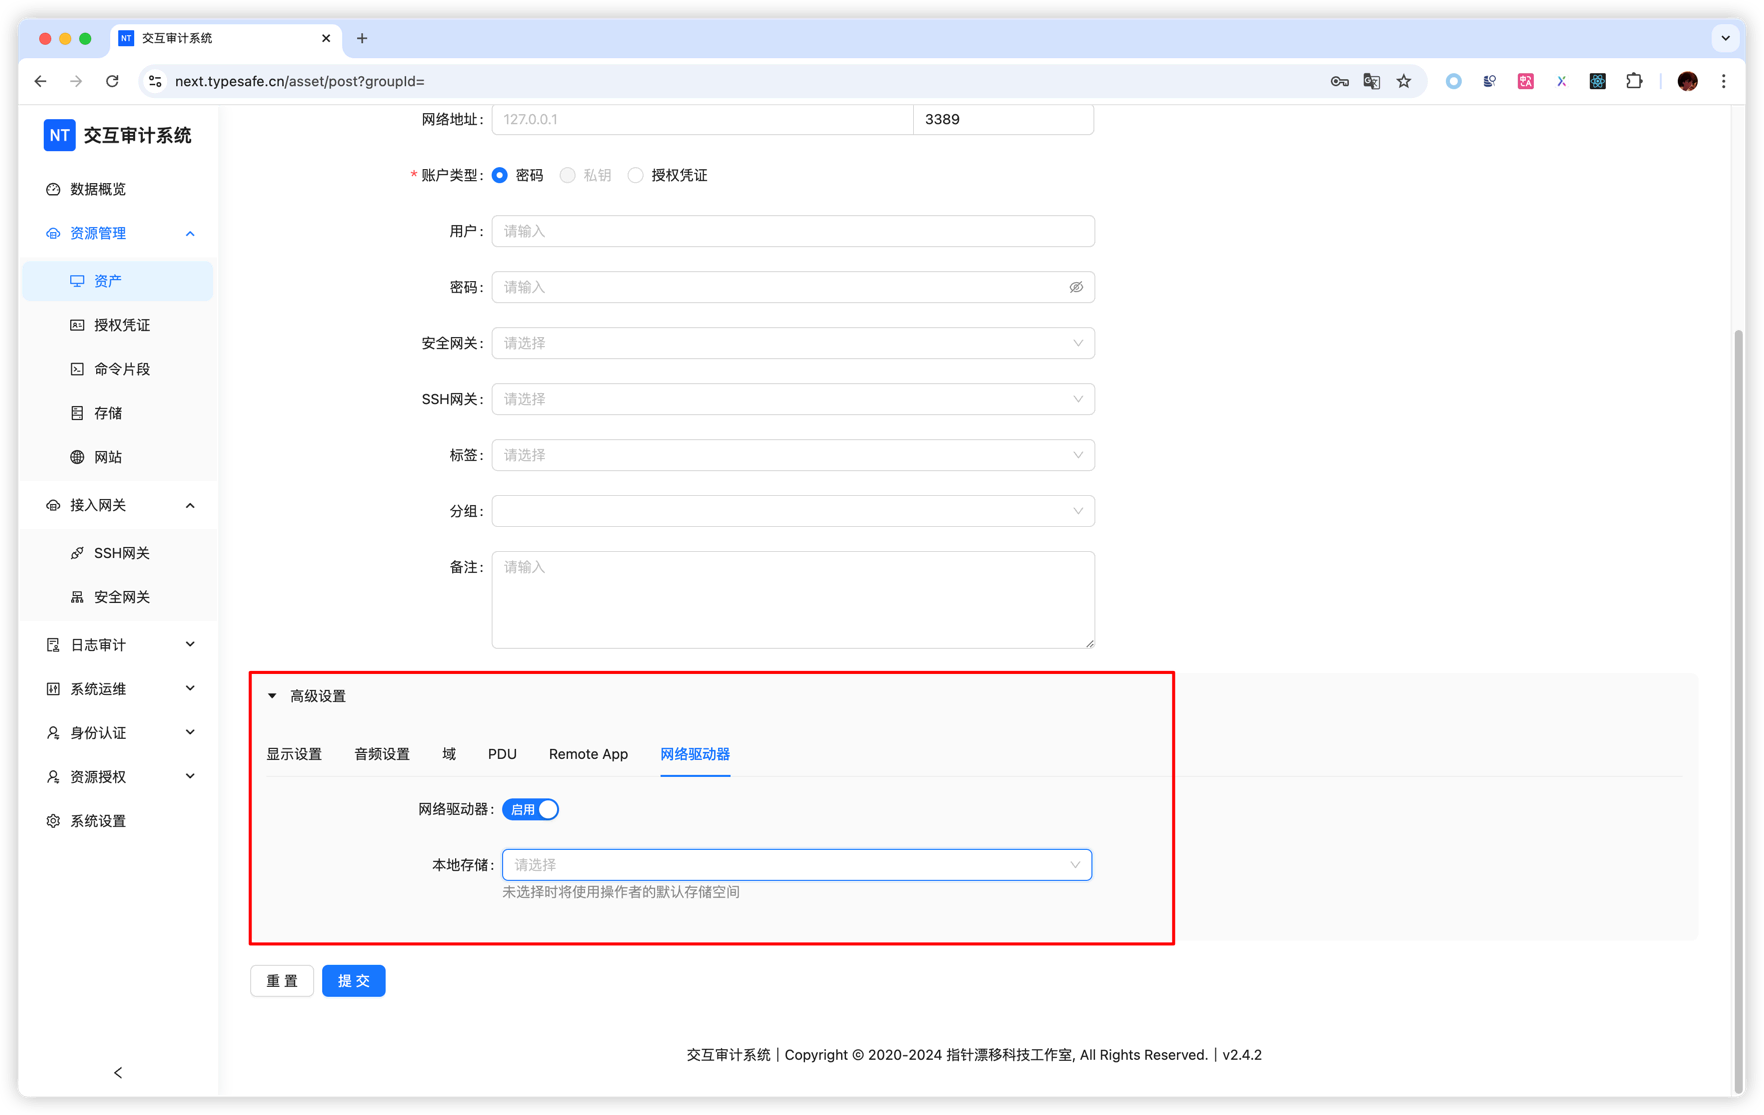 NT 交互审计系统
next.typesafe.cn/asset/post?groupId=
NT 交互审计系统
数据概览
资源管理
资产
授权凭证
命令片段
存储
网站
接入网关
SSH网关
安全网关
日志审计
系统运维
身份认证
资源授权
系统设置
网络地址: 127.0.0.1 3389
* 账户类型: 密码 私钥 授权凭证
用户: 请输入
密码: 请输入
安全网关: 请选择
SSH网关: 请选择
标签: 请选择
分组:
备注: 请输入
高级设置
显示设置 音频设置 域 PDU Remote App 网络驱动器
网络驱动器: 启用
本地存储: 请选择
未选择时将使用操作者的默认存储空间
重 置 提 交
交互审计系统 | Copyright © 2020-2024 指针漂移科技工作室, All Rights Reserved. | v2.4.2